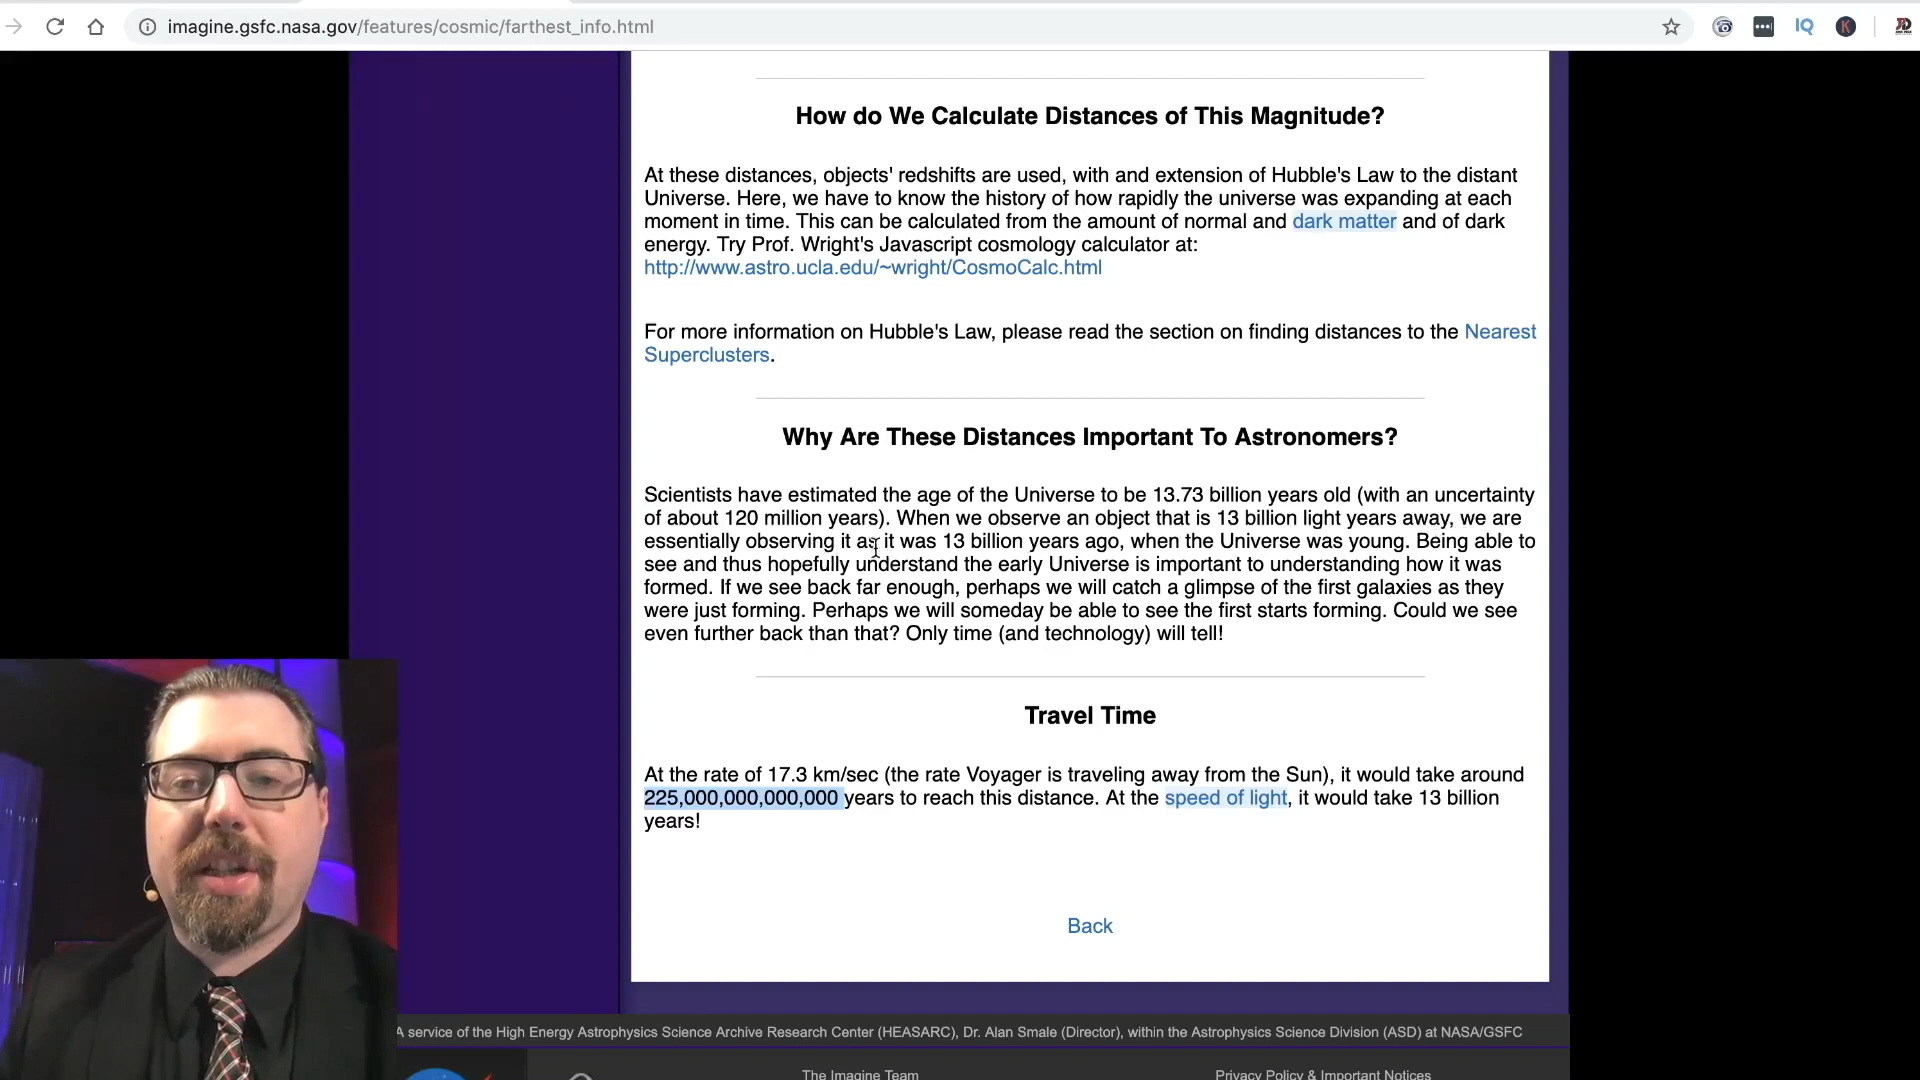 imagine.gsfc.nasa.gov/features/cosmic/farthest_info.html
IQ
K
How do We Calculate Distances of This Magnitude?
At these distances, objects' redshifts are used, with and extension of Hubble's Law to the distant
Universe. Here, we have to know the history of how rapidly the universe was expanding at each
moment in time. This can be calculated from the amount of normal and dark matter and of dark
energy. Try Prof. Wright's Javascript cosmology calculator at:
http://www.astro.ucla.edu/~wright/CosmoCalc.html
For more information on Hubble's Law, please read the section on finding distances to the Nearest
Superclusters.
Why Are These Distances Important To Astronomers?
Scientists have estimated the age of the Universe to be 13.73 billion years old (with an uncertainty
of about 120 million years). When we observe an object that is 13 billion light years away, we are
essentially observing it as it was 13 billion years ago, when the Universe was young. Being able to
see and thus hopefully understand the early Universe is important to understanding how it was
formed. If we see back far enough, perhaps we will catch a glimpse of the first galaxies as they
were just forming. Perhaps we will someday be able to see the first starts forming. Could we see
even further back than that? Only time (and technology) will tell!
Travel Time
At the rate of 17.3 km/sec (the rate Voyager is traveling away from the Sun), it would take around
225,000,000,000,000 years to reach this distance. At the speed of light, it would take 13 billion
years!
Back
A service of the High Energy Astrophysics Science Archive Research Center (HEASARC), Dr. Alan Smale (Director), within the Astrophysics Science Division (ASD) at NASA/GSFC
The Imagine Team
Privacy Policy & Important Notices